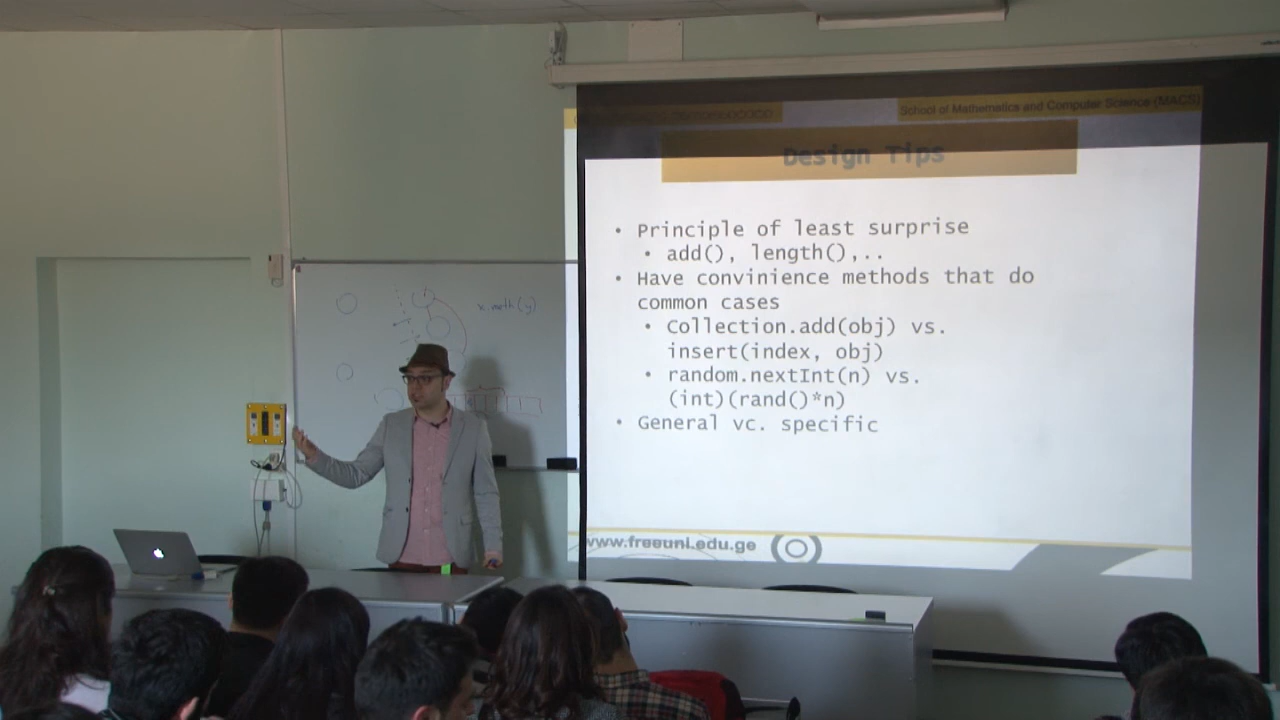 School of Mathematics and Computer Science (MACS)
Design Tips
• Principle of least surprise
• add(), length(),..
• Have convinience methods that do
common cases
• Collection.add(obj) vs.
insert(index, obj)
• random.nextInt(n) vs.
(int)(rand()*n)
• General vc. specific
www.freeuni.edu.ge
x.meth(y)